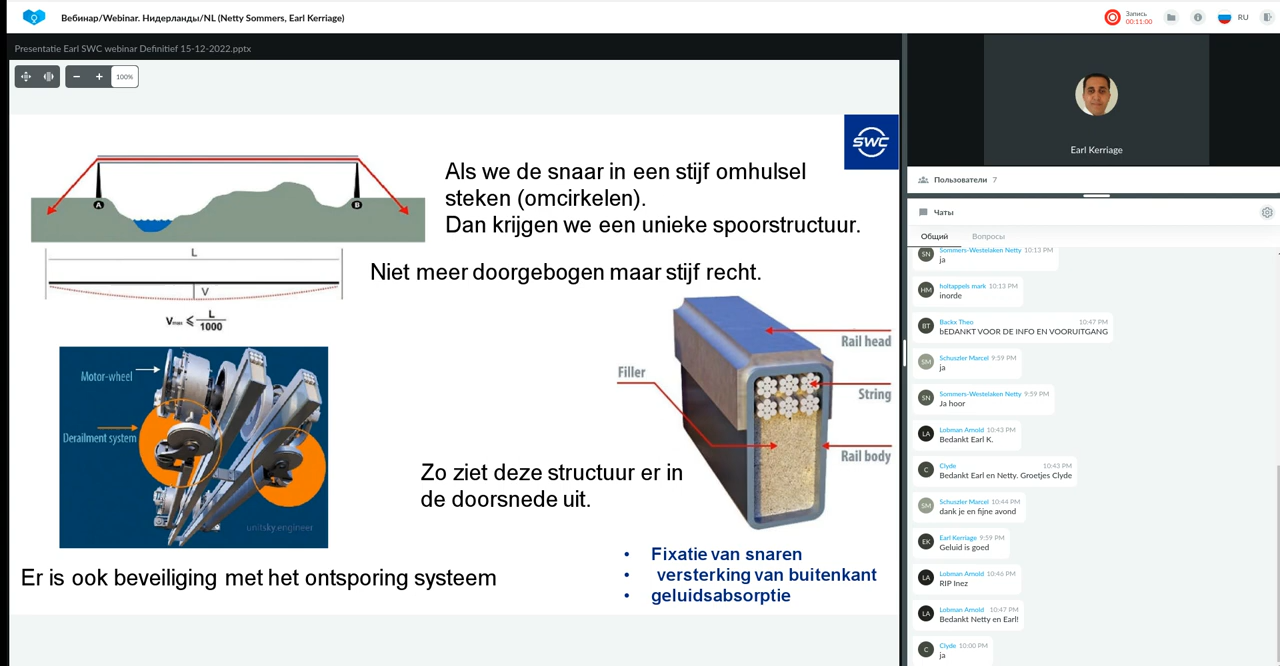 Вебинар/Webinar. Нидерланды/NL (Netty Sommers, Earl Kerriage)
Запись
00:11:00
RU
Presentatie Earl SWC webinar Definitief 15-12-2022.pptx
100%
SWC
Als we de snaar in een stijf omhulsel
steken (omcirkelen).
Dan krijgen we een unieke spoorstructuur.
A
B
L
V
Vmax ⩽ L/1000
Niet meer doorgebogen maar stijf recht.
Rail head
Filler
String
Rail body
Motor-wheel
Derailment system
unitsky.engineer
Zo ziet deze structuur er in
de doorsnede uit.
• Fixatie van snaren
• versterking van buitenkant
• geluidsabsorptie
Er is ook beveiliging met het ontsporing systeem
Earl Kerriage
Пользователи 7
Чаты
Общий
Вопросы
SN
Sommers-Westelaken Netty 10:13 PM
ja
HM
holtappels mark 10:13 PM
inorde
BT
Backx Theo 10:47 PM
bEDANKT VOOR DE INFO EN VOORUITGANG
SM
Schuszler Marcel 9:59 PM
ja
SN
Sommers-Westelaken Netty 9:59 PM
Ja hoor
LA
Lobman Arnold 10:43 PM
Bedankt Earl K.
C
Clyde 10:43 PM
Bedankt Earl en Netty. Groetjes Clyde
SM
Schuszler Marcel 10:44 PM
dank je en fijne avond
EK
Earl Kerriage 9:59 PM
Geluid is goed
LA
Lobman Arnold 10:46 PM
RIP Inez
LA
Lobman Arnold 10:47 PM
Bedankt Netty en Earl!
C
Clyde 10:00 PM
ja